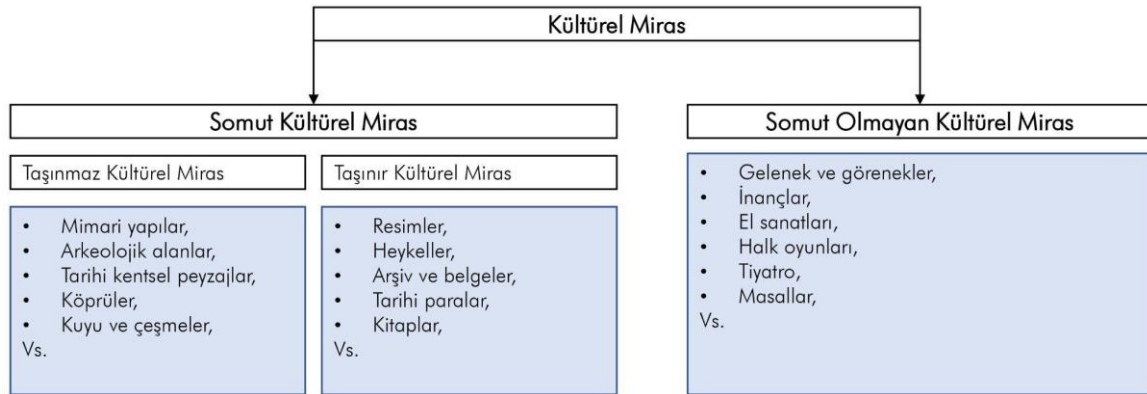 Kültürel Miras
Somut Kültürel Miras
Taşınmaz Kültürel Miras
• Mimari yapılar,
• Arkeolojik alanlar,
• Tarihi kentsel peyzajlar,
• Köprüler,
• Kuyu ve çeşmeler,
Vs.
Taşınır Kültürel Miras
• Resimler,
• Heykeller,
• Arşiv ve belgeler,
• Tarihi paralar,
• Kitaplar,
Vs.
Somut Olmayan Kültürel Miras
• Gelenek ve görenekler,
• İnançlar,
• El sanatları,
• Halk oyunları,
• Tiyatro,
• Masallar,
Vs.